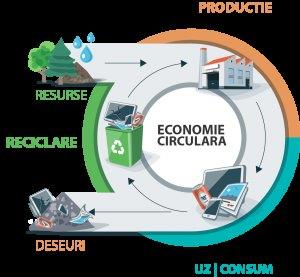 PRODUCTIE
RESURSE
ECONOMIE
CIRCULARA
RECICLARE
DESEURI
UZ | CONSUM